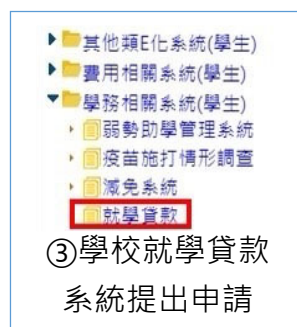 其他類E化系統(學生)
費用相關系統(學生)
學務相關系統(學生)
弱勢助學管理系統
疫苗施打情形調查
減免系統
就學貸款
③學校就學貸款
系統提出申請